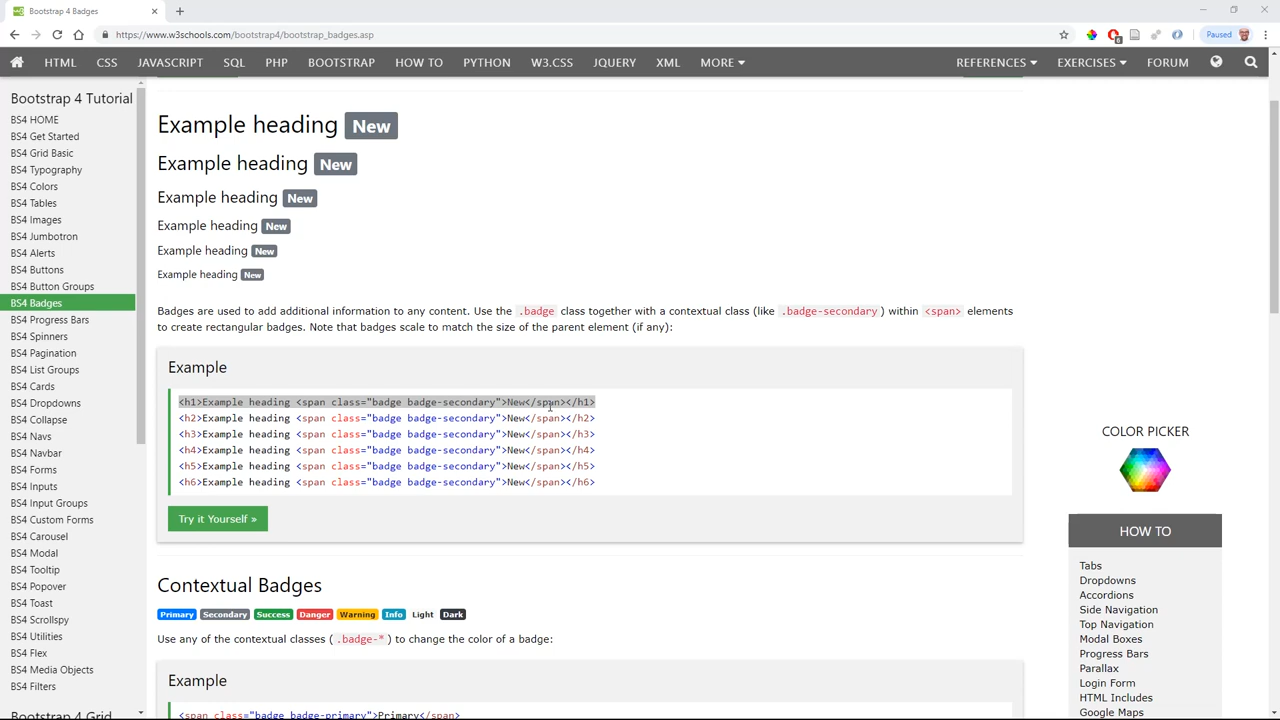 Bootstrap 4 Badges
https://www.w3schools.com/bootstrap4/bootstrap_badges.asp
6
Paused
HTML CSS JAVASCRIPT SQL PHP BOOTSTRAP HOW TO PYTHON W3.CSS JQUERY XML MORE REFERENCES EXERCISES FORUM
Bootstrap 4 Tutorial
BS4 HOME
BS4 Get Started
BS4 Grid Basic
BS4 Typography
BS4 Colors
BS4 Tables
BS4 Images
BS4 Jumbotron
BS4 Alerts
BS4 Buttons
BS4 Button Groups
BS4 Badges
BS4 Progress Bars
BS4 Spinners
BS4 Pagination
BS4 List Groups
BS4 Cards
BS4 Dropdowns
BS4 Collapse
BS4 Navs
BS4 Navbar
BS4 Forms
BS4 Inputs
BS4 Input Groups
BS4 Custom Forms
BS4 Carousel
BS4 Modal
BS4 Tooltip
BS4 Popover
BS4 Toast
BS4 Scrollspy
BS4 Utilities
BS4 Flex
BS4 Media Objects
BS4 Filters
Bootstrap 4 Grid
Example heading New
Example heading New
Example heading New
Example heading New
Example heading New
Example heading New
Badges are used to add additional information to any content. Use the .badge class together with a contextual class (like .badge-secondary) within <span> elements
to create rectangular badges. Note that badges scale to match the size of the parent element (if any):
Example
<h1>Example heading <span class="badge badge-secondary">New</span></h1>
<h2>Example heading <span class="badge badge-secondary">New</span></h2>
<h3>Example heading <span class="badge badge-secondary">New</span></h3>
<h4>Example heading <span class="badge badge-secondary">New</span></h4>
<h5>Example heading <span class="badge badge-secondary">New</span></h5>
<h6>Example heading <span class="badge badge-secondary">New</span></h6>
Try it Yourself »
Contextual Badges
Primary Secondary Success Danger Warning Info Light Dark
Use any of the contextual classes (.badge-*) to change the color of a badge:
Example
<span class="badge badge-primary">Primary</span>
COLOR PICKER
HOW TO
Tabs
Dropdowns
Accordions
Side Navigation
Top Navigation
Modal Boxes
Progress Bars
Parallax
Login Form
HTML Includes
Google Maps